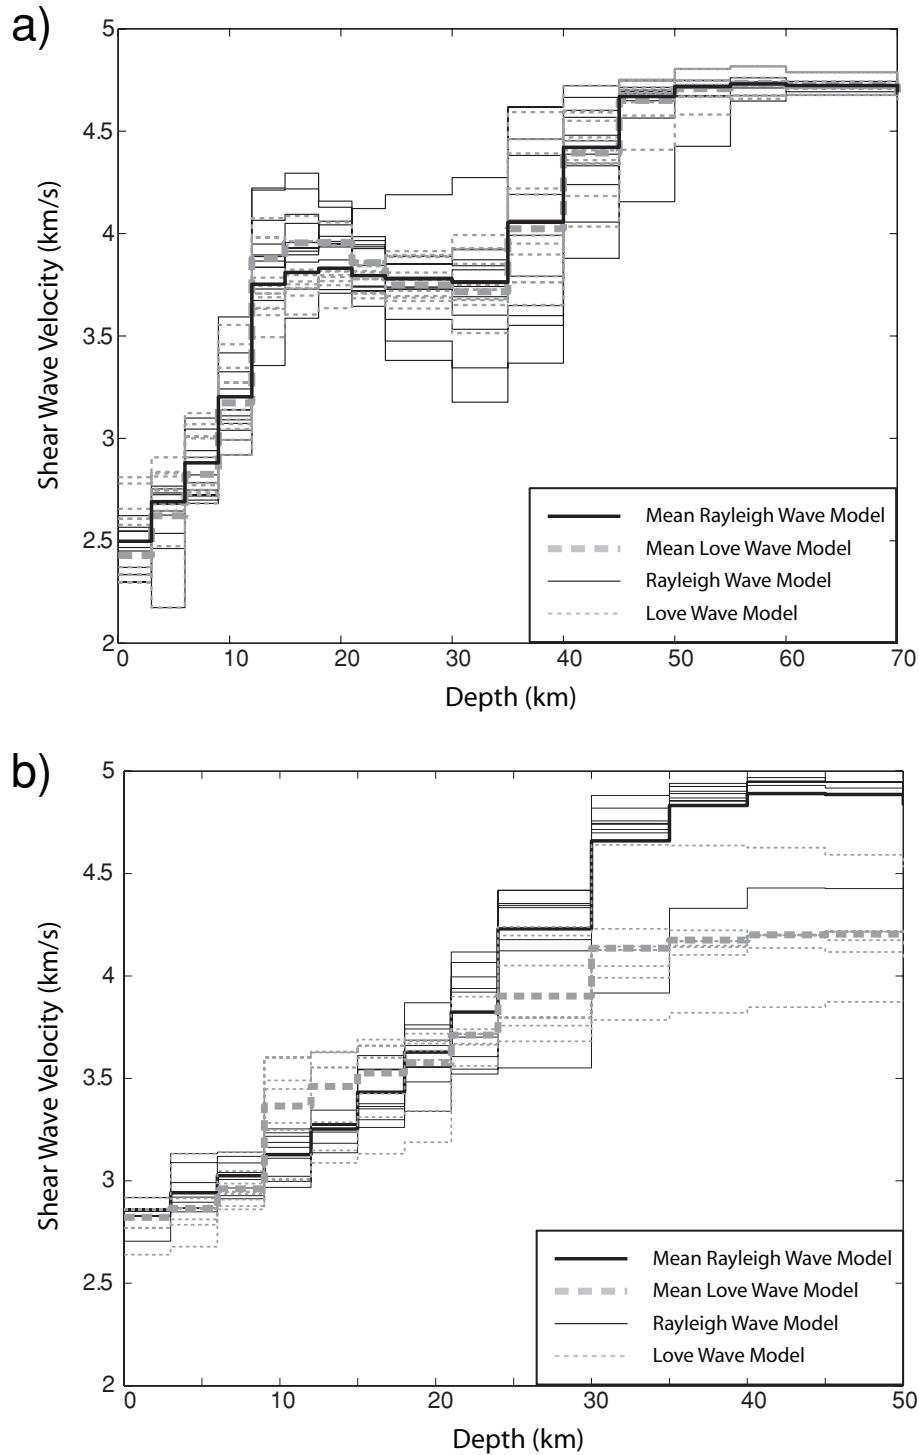 a)
5
4.5
4
3.5
3
2.5
2
Shear Wave Velocity (km/s)
Mean Rayleigh Wave Model
Mean Love Wave Model
Rayleigh Wave Model
Love Wave Model
0 10 20 30 40 50 60 70
Depth (km)
b)
5
4.5
4
3.5
3
2.5
2
Shear Wave Velocity (km/s)
Mean Rayleigh Wave Model
Mean Love Wave Model
Rayleigh Wave Model
Love Wave Model
0 10 20 30 40 50
Depth (km)